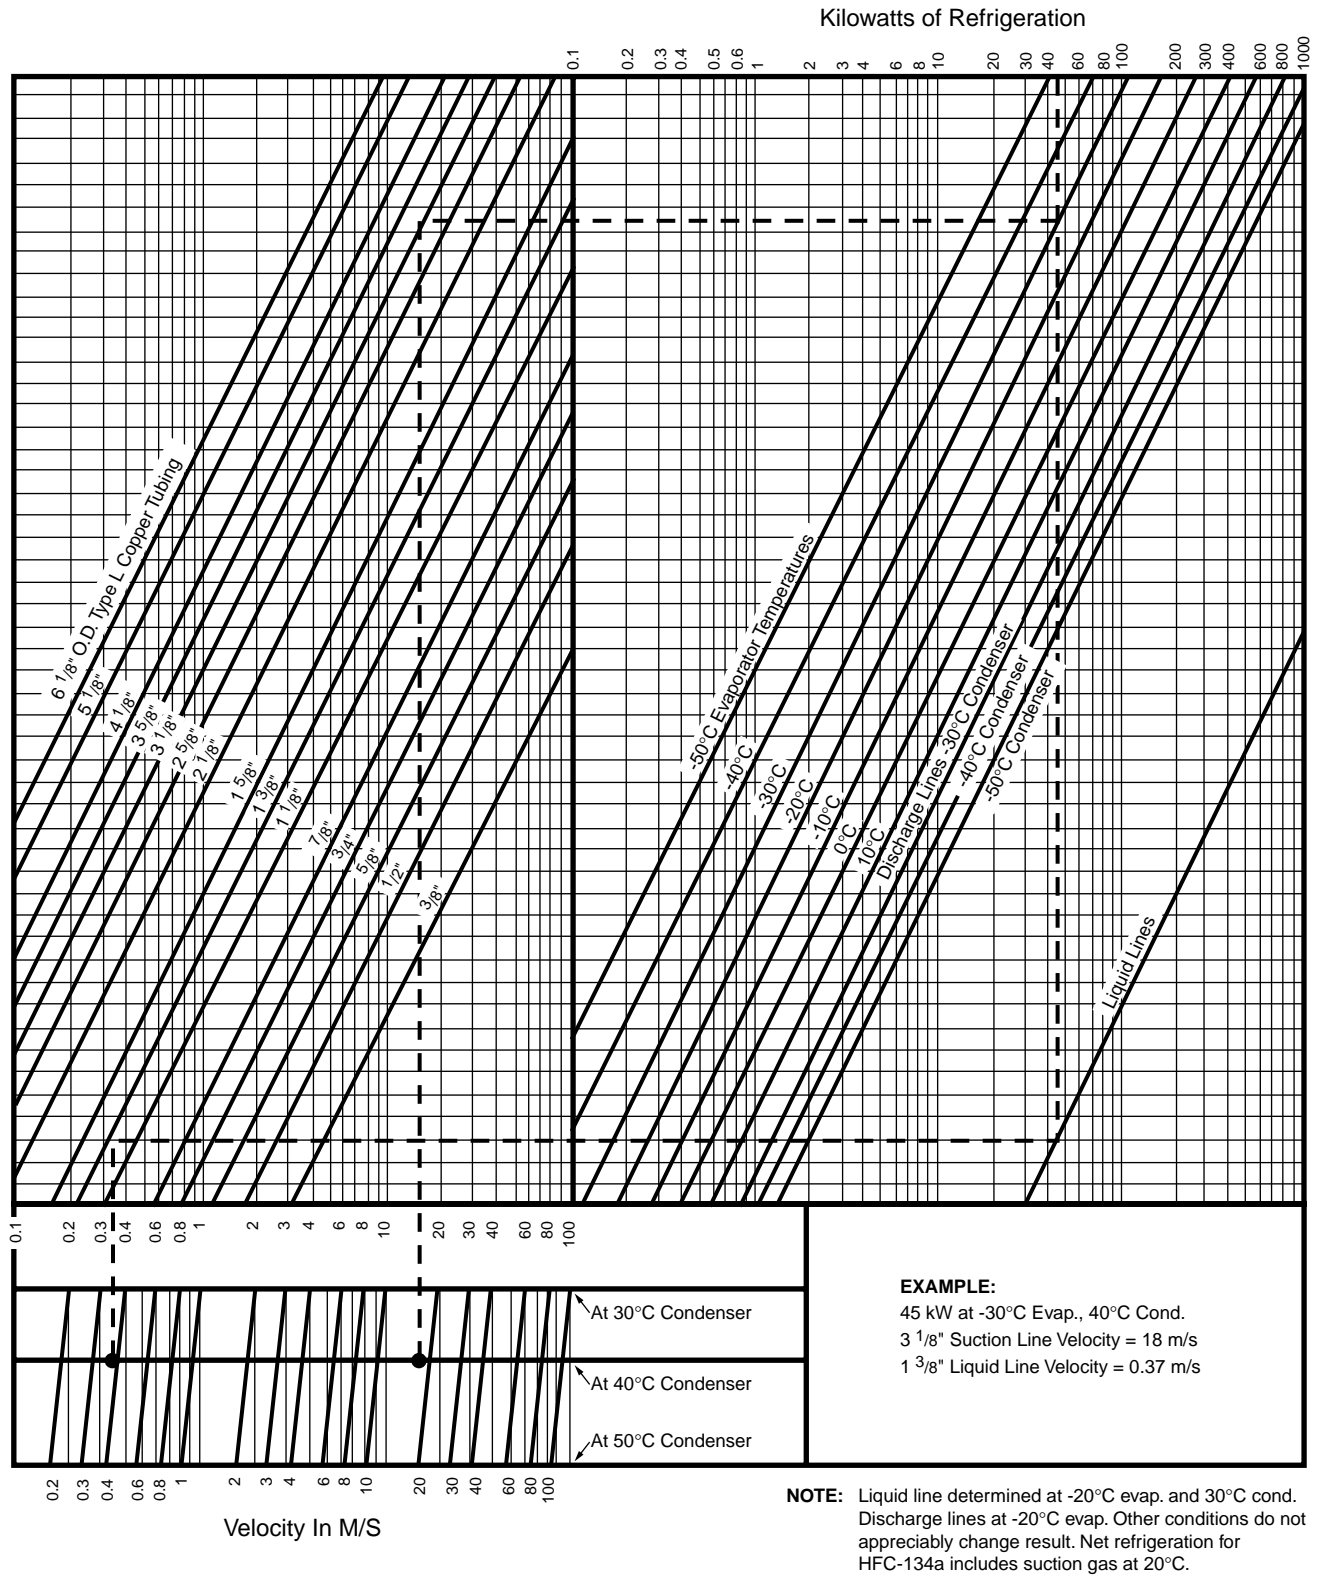 Kilowatts of Refrigeration
0.1 0.2 0.3 0.4 0.5 0.6 1 2 3 4 6 8 10 20 30 40 60 80 100 200 300 400 600 800 1000
6 1/8" O.D. Type L Copper Tubing
5 1/8"
4 1/8"
3 5/8"
3 1/8"
2 5/8"
2 1/8"
1 5/8"
1 3/8"
1 1/8"
7/8"
3/4"
5/8"
1/2"
3/8"
-50°C Evaporator Temperatures
-40°C
-30°C
-20°C
-10°C
0°C
10°C
Discharge Lines -30°C Condenser
-40°C Condenser
-50°C Condenser
Liquid Lines
0.1 0.2 0.3 0.4 0.6 0.8 1 2 3 4 6 8 10 20 30 40 60 80 100
At 30°C Condenser
At 40°C Condenser
At 50°C Condenser
0.2 0.3 0.4 0.6 0.8 1 2 3 4 6 8 10 20 30 40 60 80 100
Velocity In M/S
EXAMPLE:
45 kW at -30°C Evap., 40°C Cond.
3 1/8" Suction Line Velocity = 18 m/s
1 3/8" Liquid Line Velocity = 0.37 m/s
NOTE: Liquid line determined at -20°C evap. and 30°C cond.
Discharge lines at -20°C evap. Other conditions do not
appreciably change result. Net refrigeration for
HFC-134a includes suction gas at 20°C.